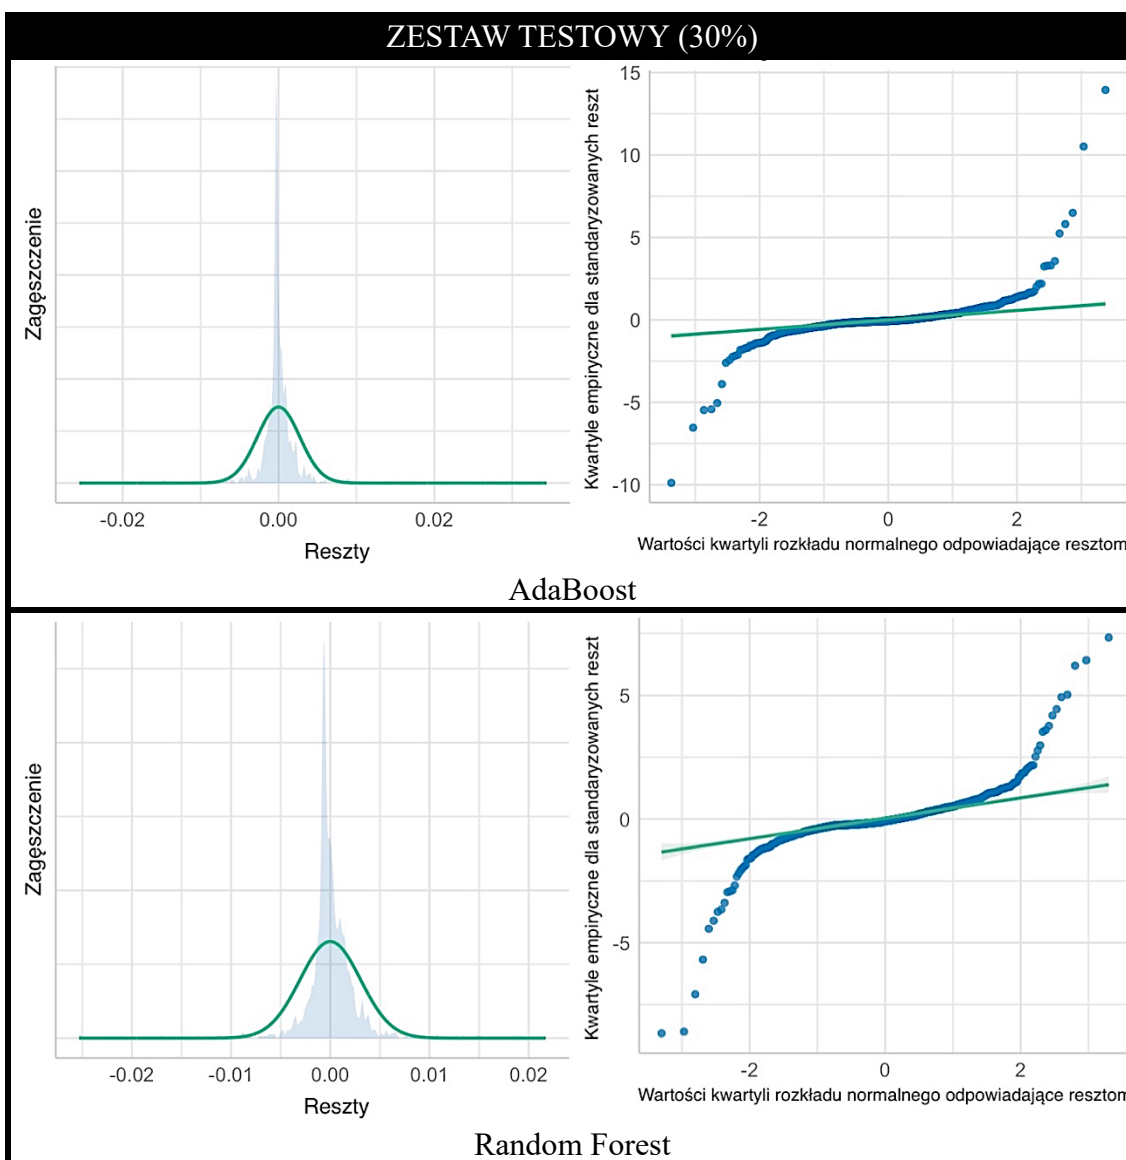 ZESTAW TESTOWY (30%)
Zagęszczenie
-0.02
0.00
0.02
Reszty
Kwartyle empiryczne dla standaryzowanych reszt
15
10
5
0
-5
-10
-2
0
2
Wartości kwartyli rozkładu normalnego odpowiadające resztom
AdaBoost
Zagęszczenie
-0.02
-0.01
0.00
0.01
0.02
Reszty
Kwartyle empiryczne dla standaryzowanych reszt
5
0
-5
-2
0
2
Wartości kwartyli rozkładu normalnego odpowiadające resztom
Random Forest